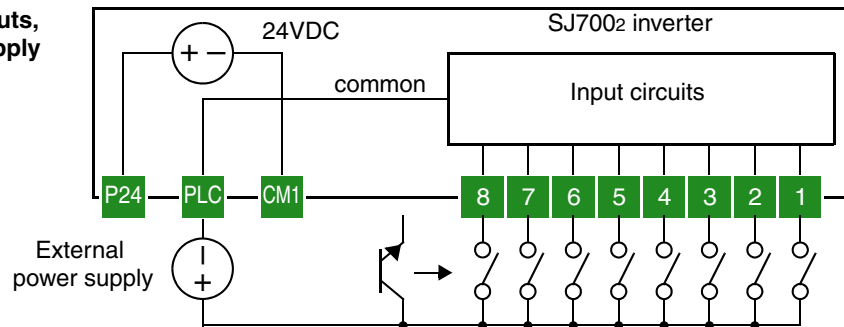 uts,
pply
24VDC
SJ7002 inverter
+ −
common
Input circuits
P24 PLC CM1 8 7 6 5 4 3 2 1
External
power supply
−
+